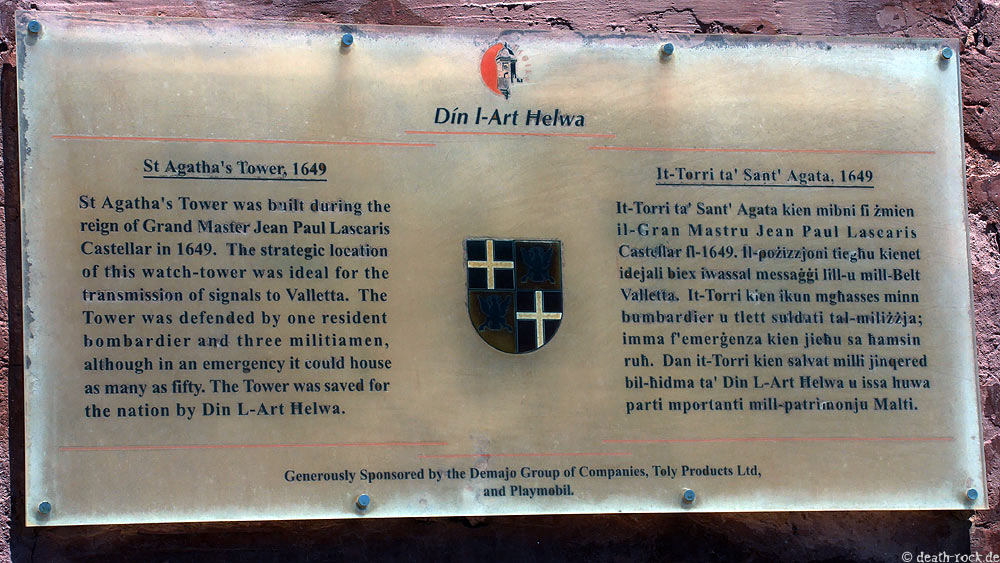 Dín l-Art Ħelwa
St Agatha's Tower, 1649
St Agatha's Tower was built during the
reign of Grand Master Jean Paul Lascaris
Castellar in 1649. The strategic location
of this watch-tower was ideal for the
transmission of signals to Valletta. The
Tower was defended by one resident
bombardier and three militiamen,
although in an emergency it could house
as many as fifty. The Tower was saved for
the nation by Din L-Art Ħelwa.
It-Torri ta' Sant' Agata, 1649
It-Torri ta' Sant' Agata kien mibni fi żmien
il-Gran Mastru Jean Paul Lascaris
Castellar fl-1649. Il-pożizzjoni tiegħu kienet
idejali biex iwassal messaġġi lill-u mill-Belt
Valletta. It-Torri kien ikun mgħasses minn
bumbardier u tlett suldati tal-miliżżja;
imma f'emerġenza kien jieħu sa ħamsin
ruħ. Dan it-Torri kien salvat milli jinqered
bil-ħidma ta' Din L-Art Ħelwa u issa huwa
parti mportanti mill-patrimonju Malti.
Generously Sponsored by the Demajo Group of Companies, Toly Products Ltd,
and Playmobil.
© death-rock.de